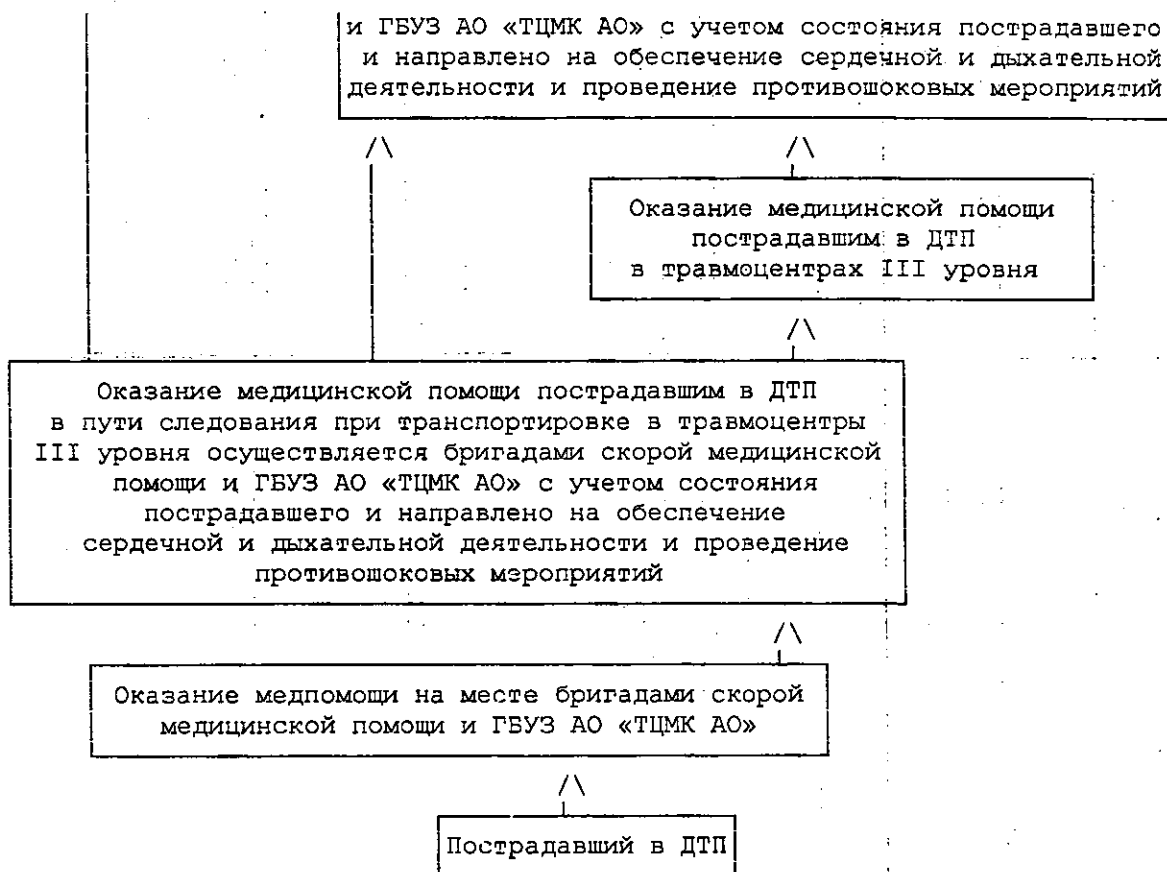 и ГБУЗ АО «ТЦМК АО» с учетом состояния пострадавшего
и направлено на обеспечение сердечной и дыхательной
деятельности и проведение противошоковых мероприятий
Оказание медицинской помощи
пострадавшим в ДТП
в травмоцентрах III уровня
Оказание медицинской помощи пострадавшим в ДТП
в пути следования при транспортировке в травмоцентры
III уровня осуществляется бригадами скорой медицинской
помощи и ГБУЗ АО «ТЦМК АО» с учетом состояния
пострадавшего и направлено на обеспечение
сердечной и дыхательной деятельности и проведение
противошоковых мэроприятий
Оказание медпомощи на месте бригадами скорой
медицинской помощи и ГБУЗ АО «ТЦМК АО»
Пострадавший в ДТП